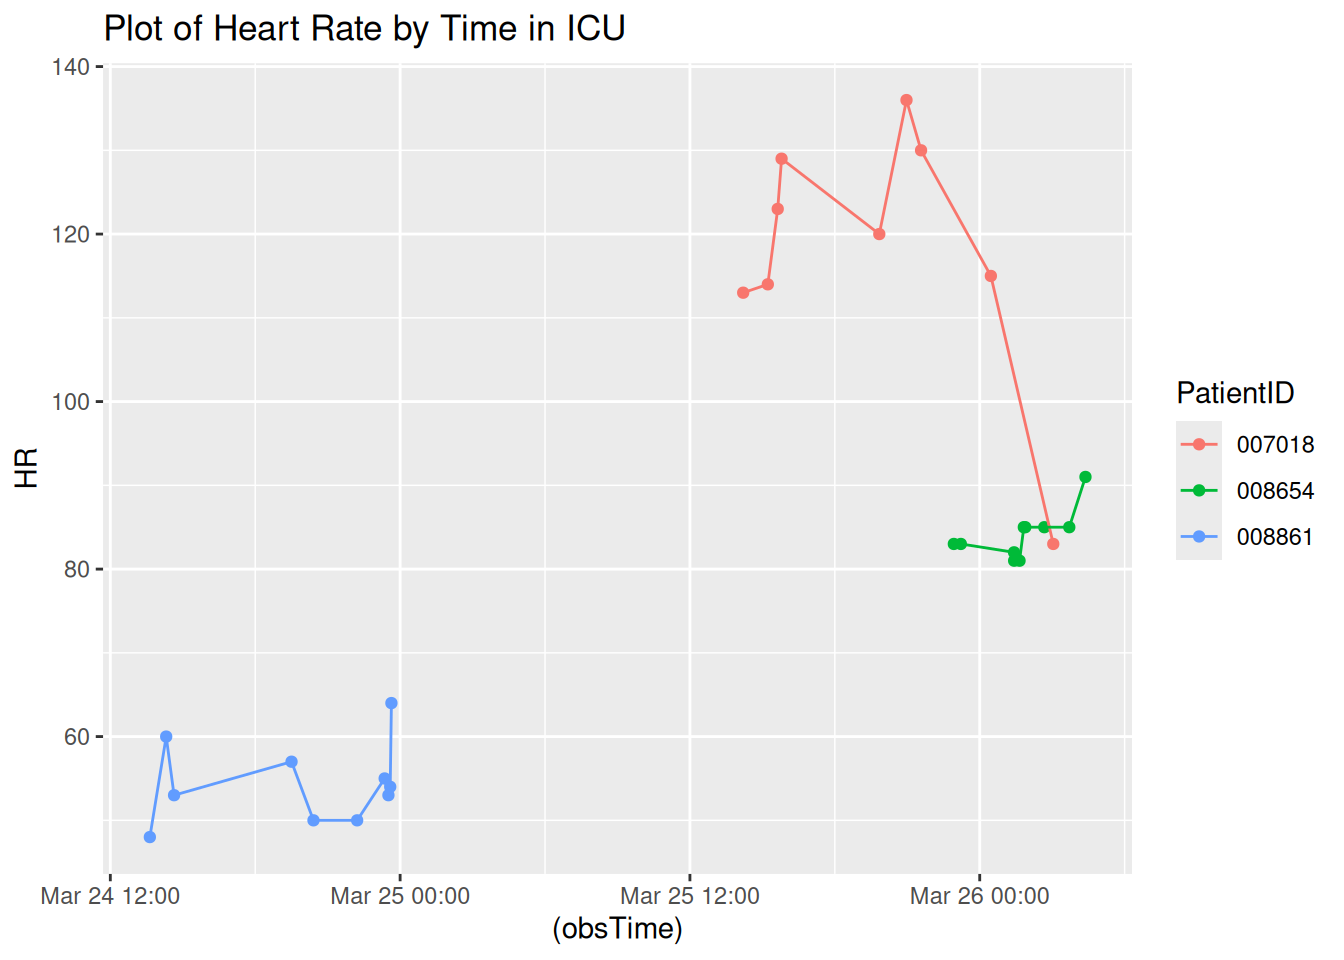 Plot of Heart Rate by Time in ICU
140
120
100
80
60
HR
Mar 24 12:00
Mar 25 00:00
Mar 25 12:00
Mar 26 00:00
(obsTime)
PatientID
007018
008654
008861